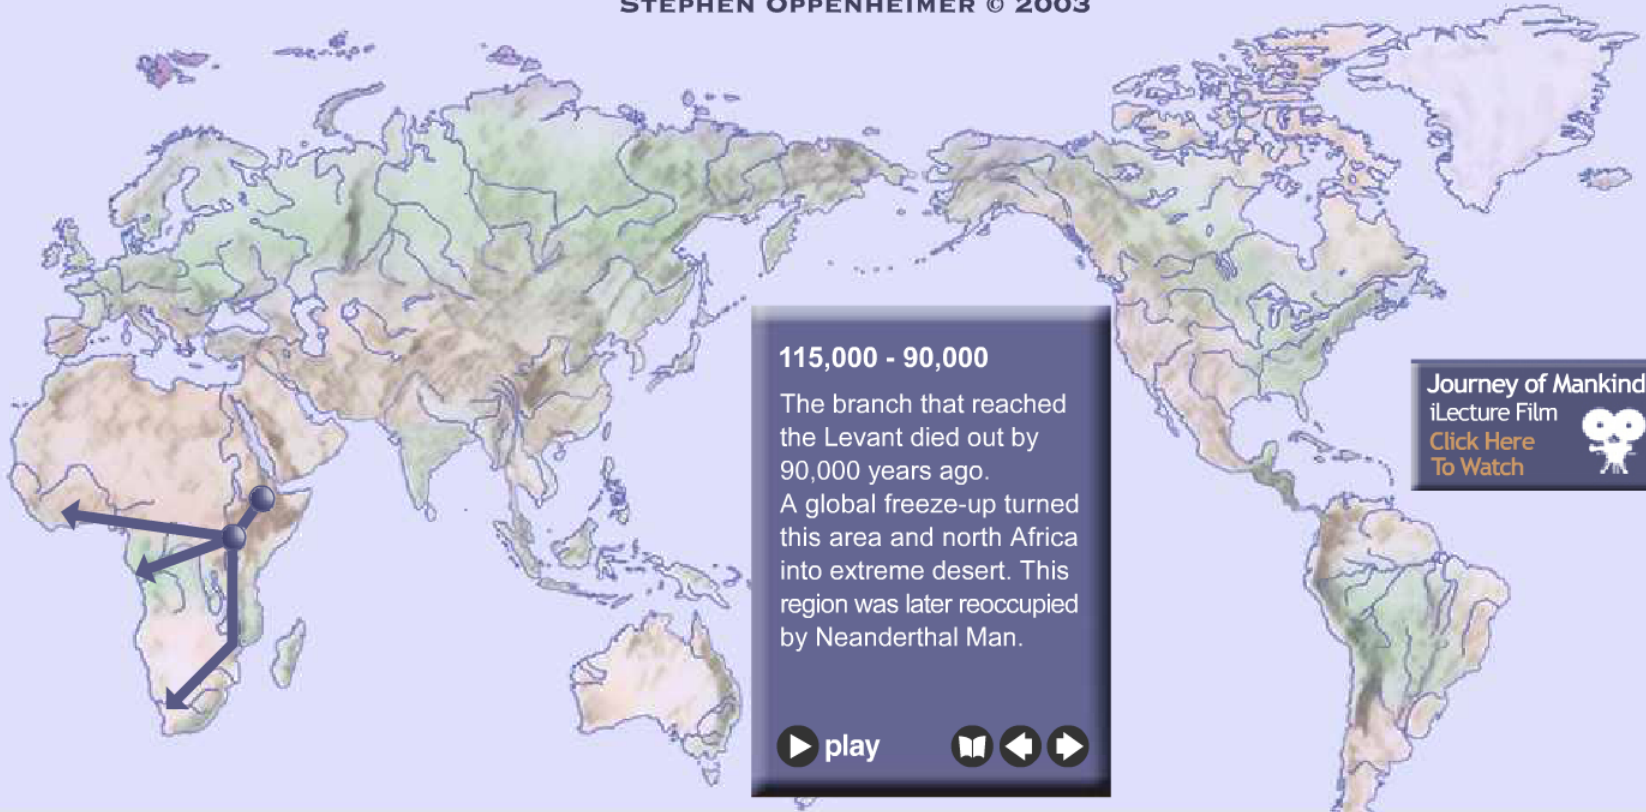 STEPHEN OPPENHEIMER © 2003
115,000 - 90,000
The branch that reached
the Levant died out by
90,000 years ago.
A global freeze-up turned
this area and north Africa
into extreme desert. This
region was later reoccupied
by Neanderthal Man.
play
Journey of Mankind
iLecture Film
Click Here
To Watch